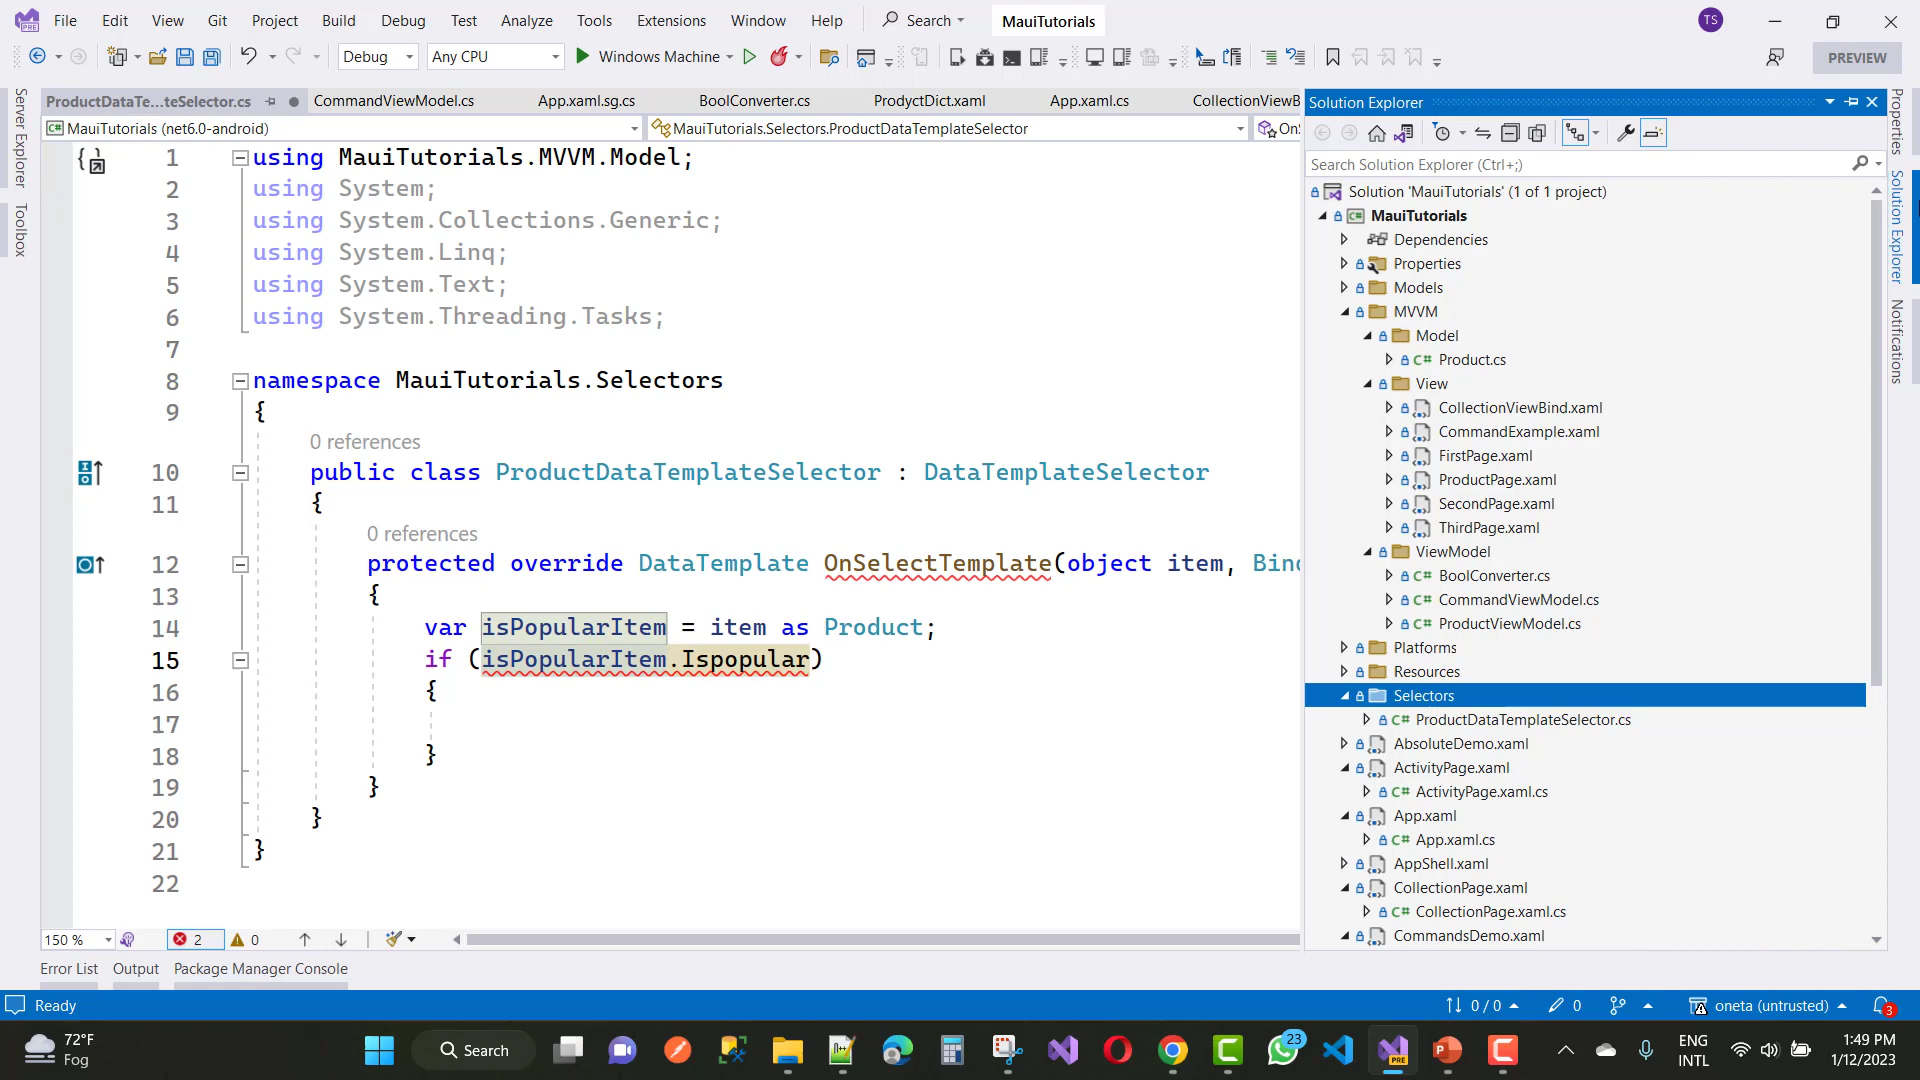 File Edit View Git Project Build Debug Test Analyze Tools Extensions Window Help Search MauiTutorials TS
Debug Any CPU Windows Machine PREVIEW
ProductDataTe...teSelector.cs CommandViewModel.cs App.xaml.sg.cs BoolConverter.cs ProdyctDict.xaml App.xaml.cs CollectionViewB
MauiTutorials (net6.0-android) MauiTutorials.Selectors.ProductDataTemplateSelector OnS
Server Explorer
Toolbox
1 using MauiTutorials.MVVM.Model;
2 using System;
3 using System.Collections.Generic;
4 using System.Linq;
5 using System.Text;
6 using System.Threading.Tasks;
7
8 namespace MauiTutorials.Selectors
9 {
0 references
10 public class ProductDataTemplateSelector : DataTemplateSelector
11 {
0 references
12 protected override DataTemplate OnSelectTemplate(object item, Bind
13 {
14 var isPopularItem = item as Product;
15 if (isPopularItem.Ispopular)
16 {
17
18 }
19 }
20 }
21 }
22
150 % 2 0
Solution Explorer
Search Solution Explorer (Ctrl+;)
Solution 'MauiTutorials' (1 of 1 project)
MauiTutorials
Dependencies
Properties
Models
MVVM
Model
C# Product.cs
View
CollectionViewBind.xaml
CommandExample.xaml
FirstPage.xaml
ProductPage.xaml
SecondPage.xaml
ThirdPage.xaml
ViewModel
C# BoolConverter.cs
C# CommandViewModel.cs
C# ProductViewModel.cs
Platforms
Resources
Selectors
C# ProductDataTemplateSelector.cs
AbsoluteDemo.xaml
ActivityPage.xaml
C# ActivityPage.xaml.cs
App.xaml
C# App.xaml.cs
AppShell.xaml
CollectionPage.xaml
C# CollectionPage.xaml.cs
CommandsDemo.xaml
Properties
Solution Explorer
Notifications
Error List Output Package Manager Console
Ready 0 / 0 0 oneta (untrusted) 3
72°F
Fog
Search 23
ENG
INTL
1:49 PM
1/12/2023